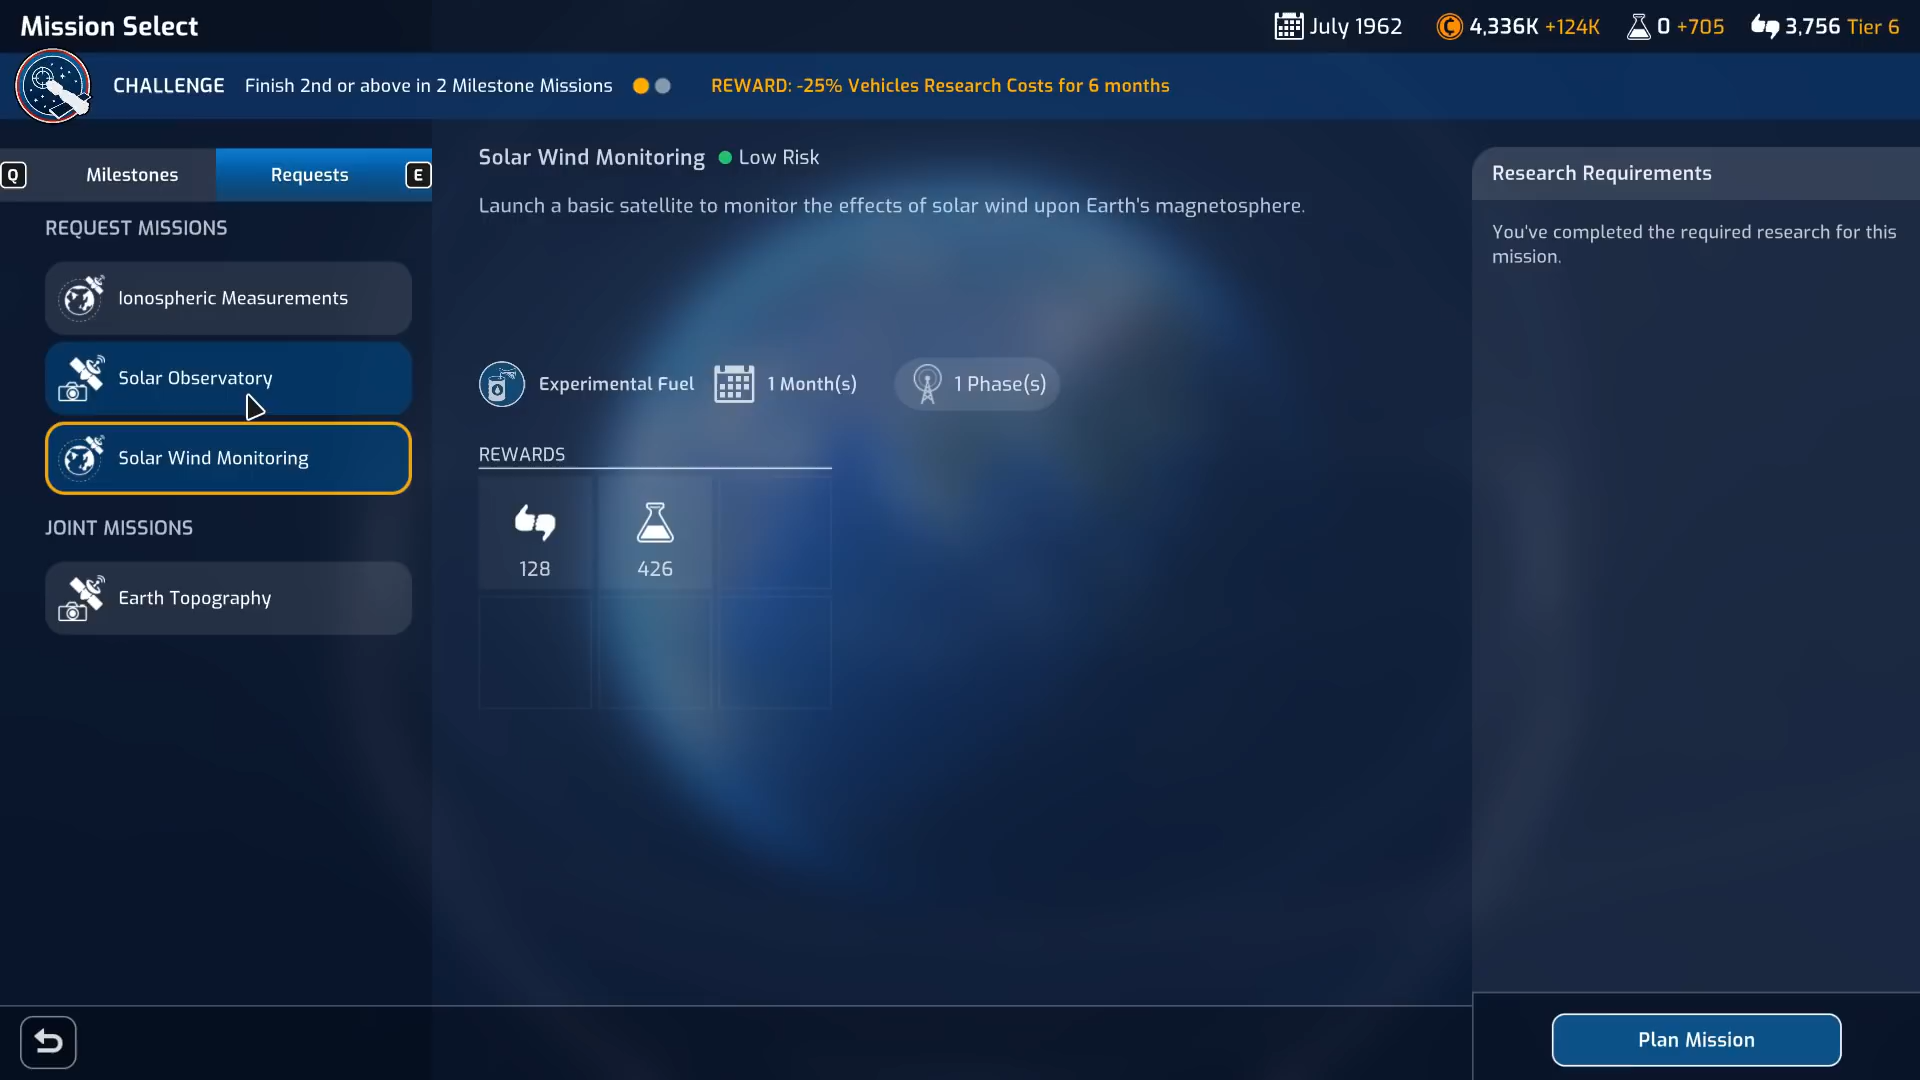 Mission Select
July 1962
4,336K +124K
0 +705
3,756 Tier 6
CHALLENGE Finish 2nd or above in 2 Milestone Missions REWARD: -25% Vehicles Research Costs for 6 months
Q Milestones Requests E
REQUEST MISSIONS
Ionospheric Measurements
Solar Observatory
Solar Wind Monitoring
JOINT MISSIONS
Earth Topography
Solar Wind Monitoring Low Risk
Launch a basic satellite to monitor the effects of solar wind upon Earth's magnetosphere.
Experimental Fuel 1 Month(s) 1 Phase(s)
REWARDS
128 426
Research Requirements
You've completed the required research for this
mission.
Plan Mission